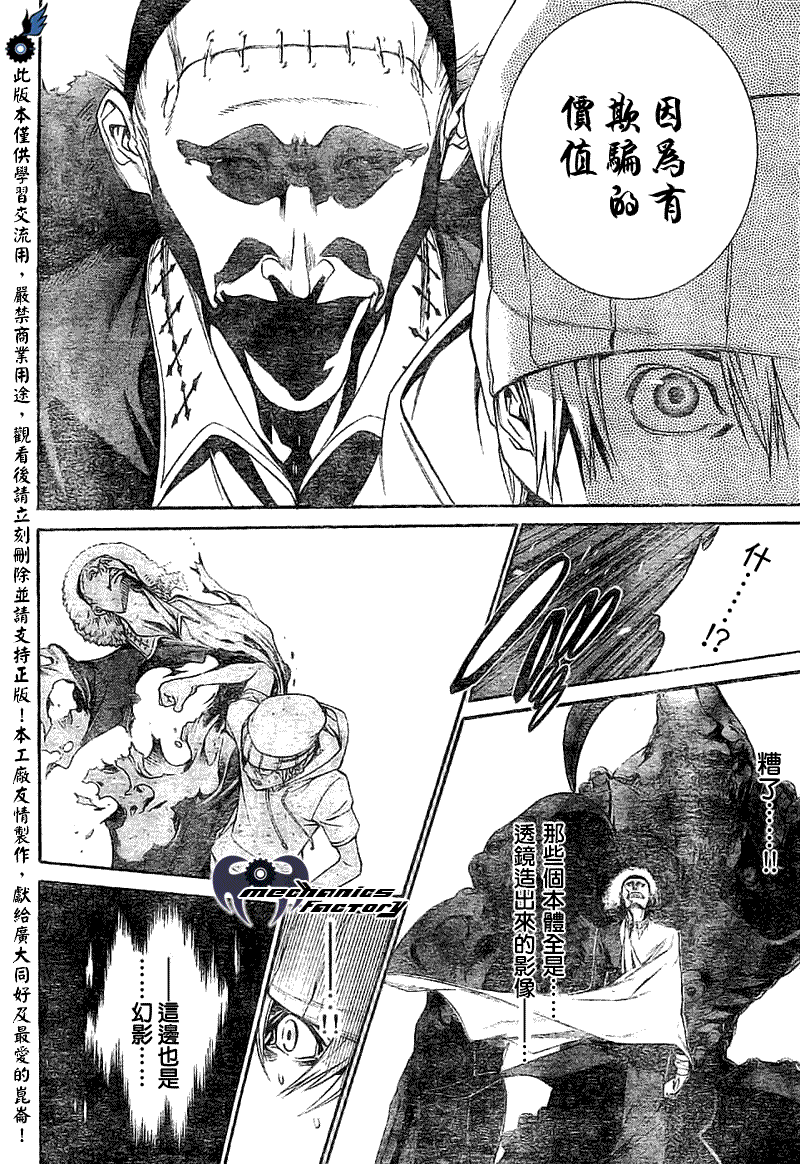 因為有
欺騙的
價值
什…
…!?
糟了………!!
那些個本體全是……
透鏡造出來的影像——
——…!!
——這邊也是
……幻影……
mechanics
factory
此版本僅供學習交流用，嚴禁商業用途，觀看後請立刻刪除並請支持正版！本工廠友情製作，獻給廣大同好及最愛的崑崙！